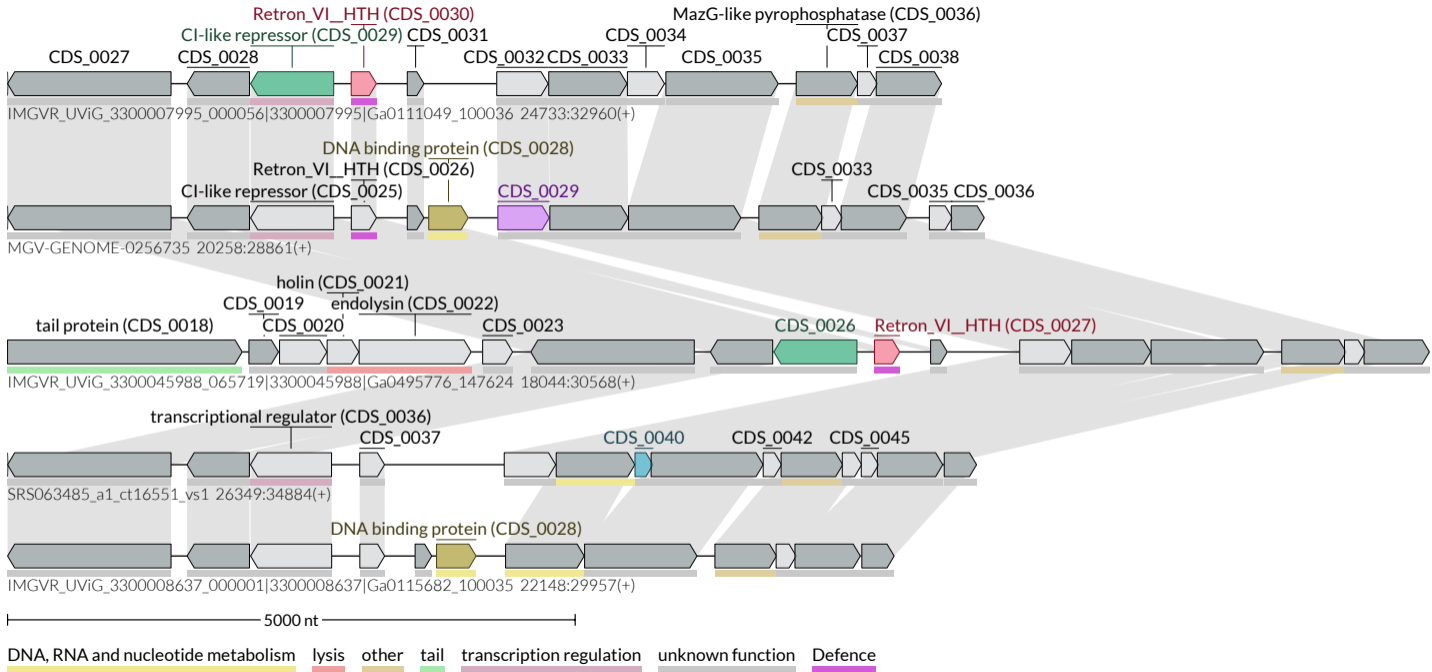 Retron_VI__HTH (CDS_0030)
MazG-like pyrophosphatase (CDS_0036)
CI-like repressor (CDS_0029)
CDS_0031
CDS_0034
CDS_0037
CDS_0027
CDS_0028
CDS_0032
CDS_0033
CDS_0035
CDS_0038
IMGVR_UViG_3300007995_000056|3300007995|Ga0111049_100036 24733:32960(+)
DNA binding protein (CDS_0028)
Retron_VI__HTH (CDS_0026)
CDS_0033
CI-like repressor (CDS_0025)
CDS_0029
CDS_0035
CDS_0036
MGV-GENOME-0256735 20258:28861(+)
holin (CDS_0021)
CDS_0019
endolysin (CDS_0022)
tail protein (CDS_0018)
CDS_0020
CDS_0023
CDS_0026
Retron_VI__HTH (CDS_0027)
IMGVR_UViG_3300045988_065719|3300045988|Ga0495776_147624 18044:30568(+)
transcriptional regulator (CDS_0036)
CDS_0037
CDS_0040
CDS_0042
CDS_0045
SRS063485_a1_ct16551_vs1 26349:34884(+)
DNA binding protein (CDS_0028)
IMGVR_UViG_3300008637_000001|3300008637|Ga0115682_100035 22148:29957(+)
5000 nt
DNA, RNA and nucleotide metabolism
lysis
other
tail
transcription regulation
unknown function
Defence